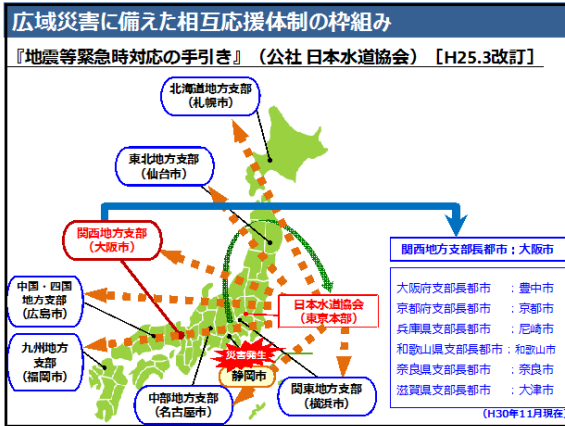 広域災害に備えた相互応援体制の枠組み
『地震等緊急時対応の手引き』（公社 日本水道協会）［H25.3改訂］
北海道地方支部
（札幌市）
東北地方支部
（仙台市）
関西地方支部
（大阪市）
中国・四国
地方支部
（広島市）
九州地方
支部
（福岡市）
中部地方支部
（名古屋市）
災害発生
静岡市
日本水道協会
（東京本部）
関東地方支部
（横浜市）
関西地方支部長都市：大阪市
大阪府支部長都市 ：豊中市
京都府支部長都市 ：京都市
兵庫県支部長都市 ：尼崎市
和歌山県支部長都市：和歌山市
奈良県支部長都市 ：奈良市
滋賀県支部長都市 ：大津市
（H30年11月現在）